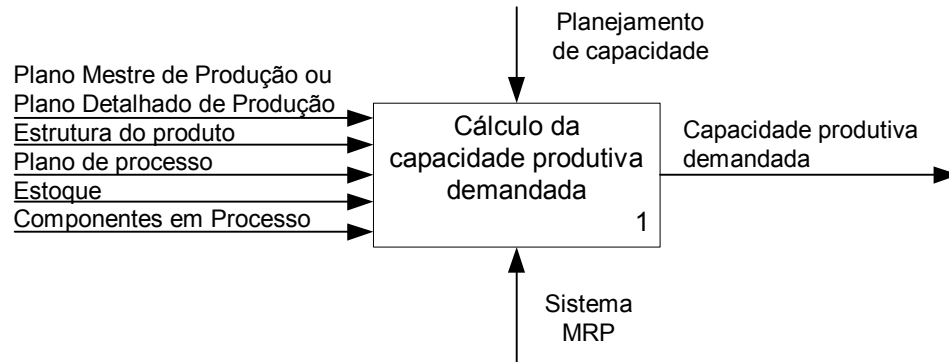 Planejamento
de capacidade
Plano Mestre de Produção ou
Plano Detalhado de Produção
Estrutura do produto
Plano de processo
Estoque
Componentes em Processo
Cálculo da
capacidade produtiva
demandada
1
Capacidade produtiva
demandada
Sistema
MRP